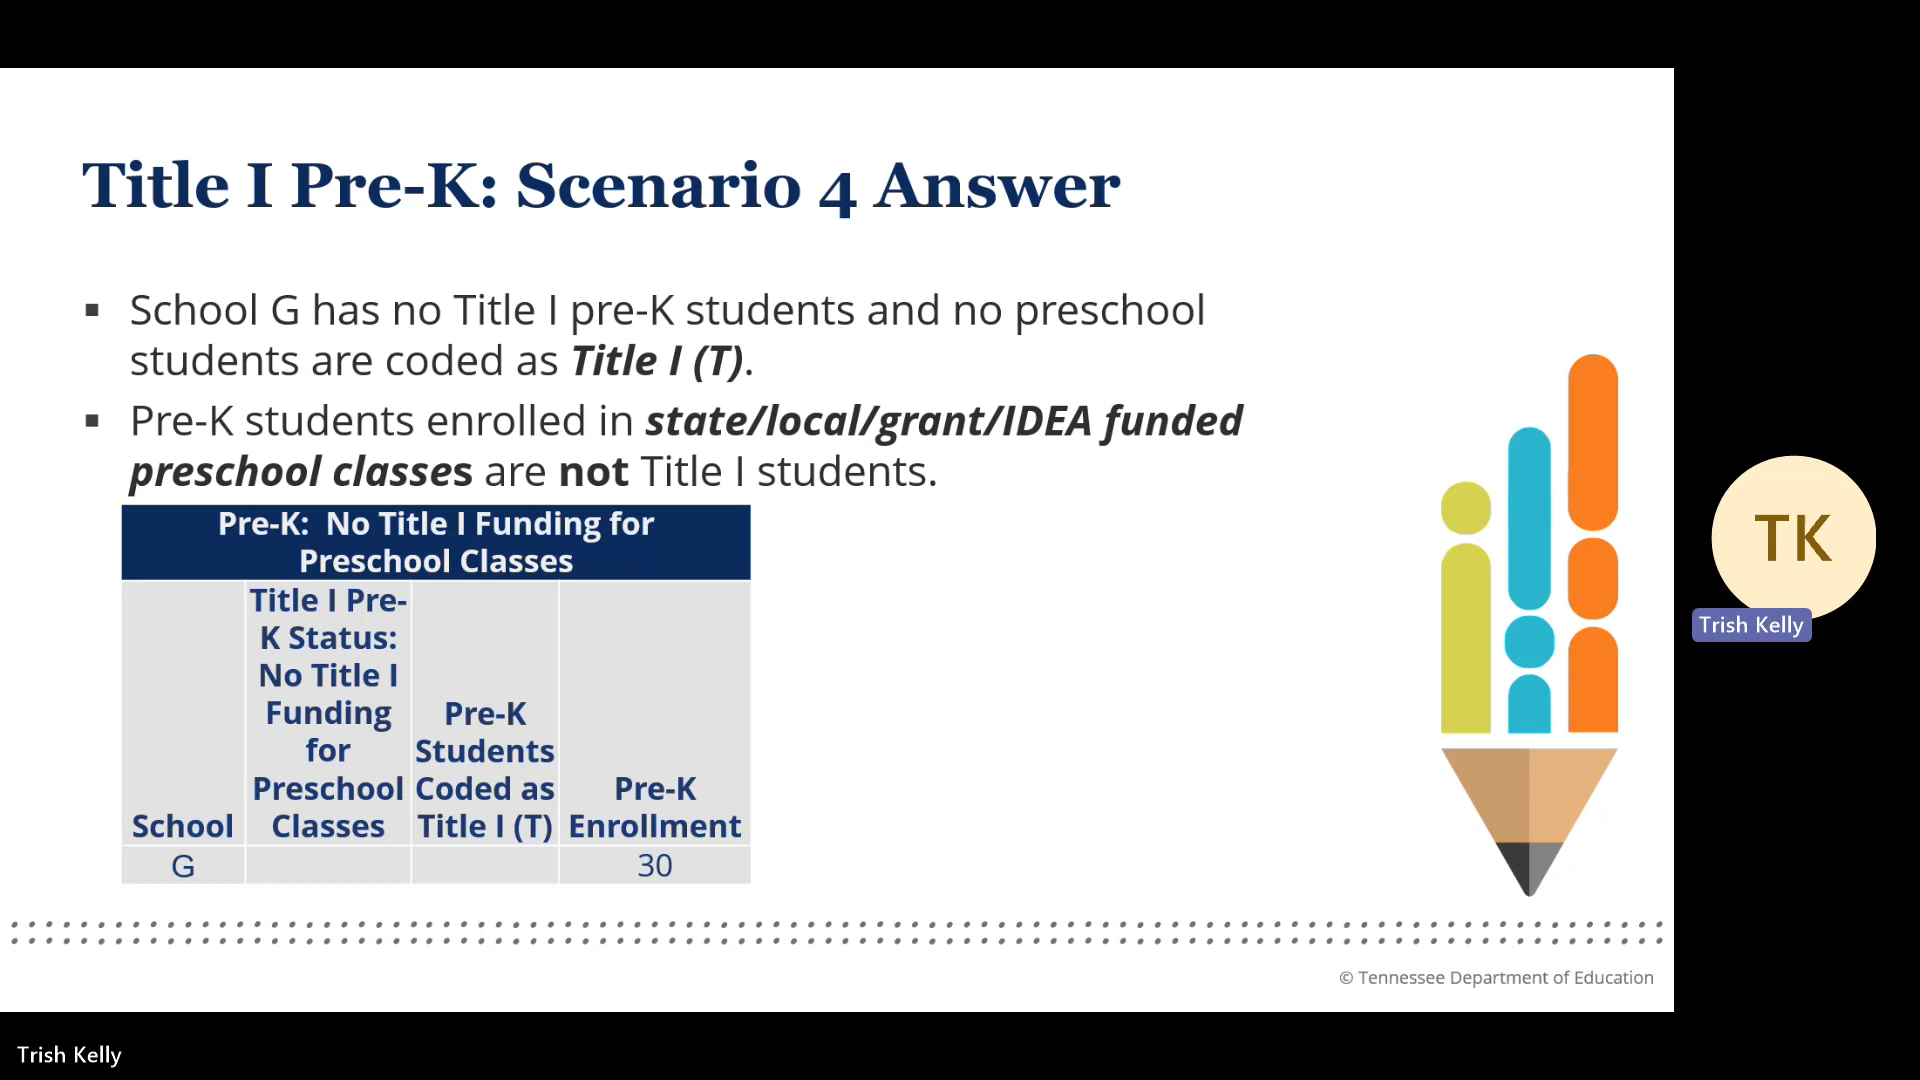 Title I Pre-K: Scenario 4 Answer
▪ School G has no Title I pre-K students and no preschool
students are coded as Title I (T).
▪ Pre-K students enrolled in state/local/grant/IDEA funded
preschool classes are not Title I students.
Pre-K:  No Title I Funding for
Preschool Classes
School
Title I Pre-
K Status:
No Title I
Funding
for
Preschool
Classes
Pre-K
Students
Coded as
Title I (T)
Pre-K
Enrollment
G
30
© Tennessee Department of Education
TK
Trish Kelly
Trish Kelly